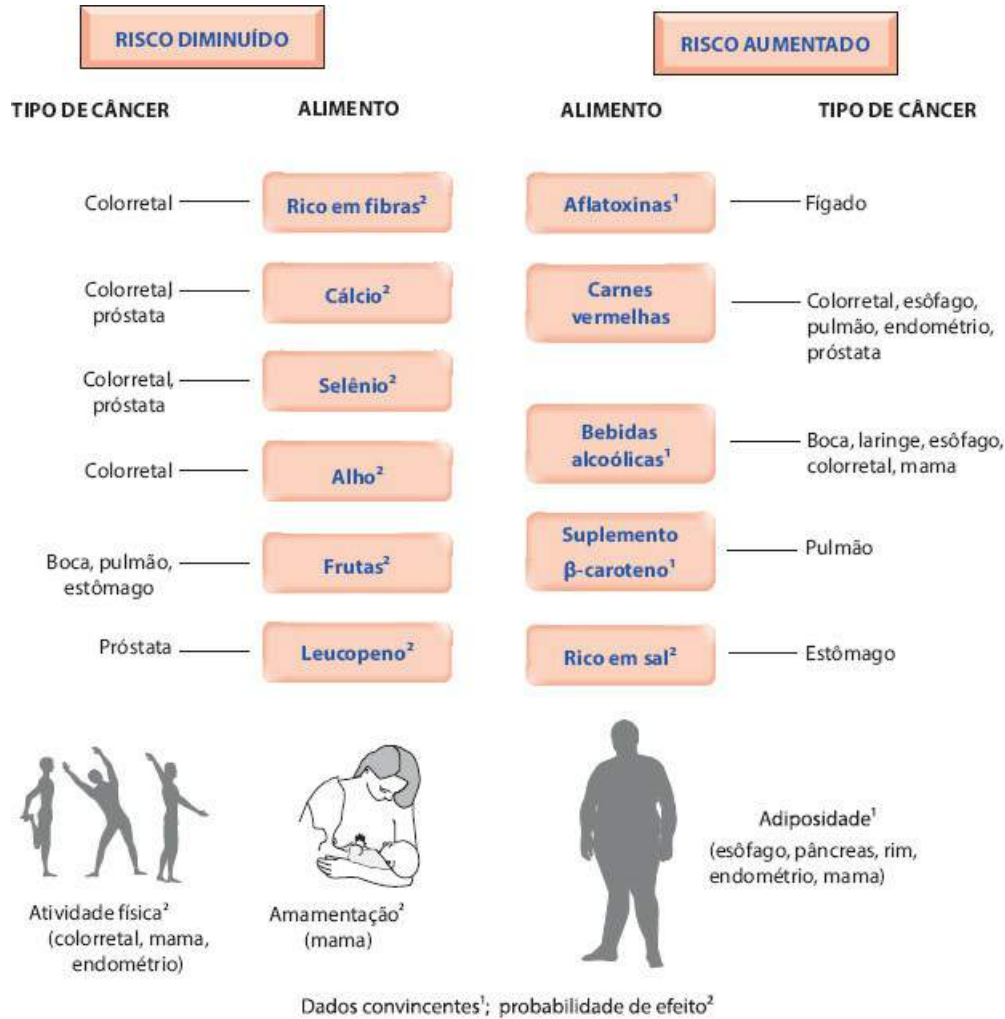 RISCO DIMINUÍDO
RISCO AUMENTADO
TIPO DE CÂNCER
ALIMENTO
ALIMENTO
TIPO DE CÂNCER
Colorretal
Rico em fibras²
Aflatoxinas¹
Fígado
Colorretal,
próstata
Cálcio²
Carnes
vermelhas
Colorretal, esôfago,
pulmão, endométrio,
próstata
Colorretal,
próstata
Selênio²
Bebidas
alcoólicas¹
Boca, laringe, esôfago,
colorretal, mama
Colorretal
Alho²
Boca, pulmão,
estômago
Frutas²
Suplemento
β-caroteno¹
Pulmão
Próstata
Leucopeno²
Rico em sal²
Estômago
Atividade física²
(colorretal, mama,
endométrio)
Amamentação²
(mama)
Adiposidade¹
(esôfago, pâncreas, rim,
endométrio, mama)
Dados convincentes¹; probabilidade de efeito²